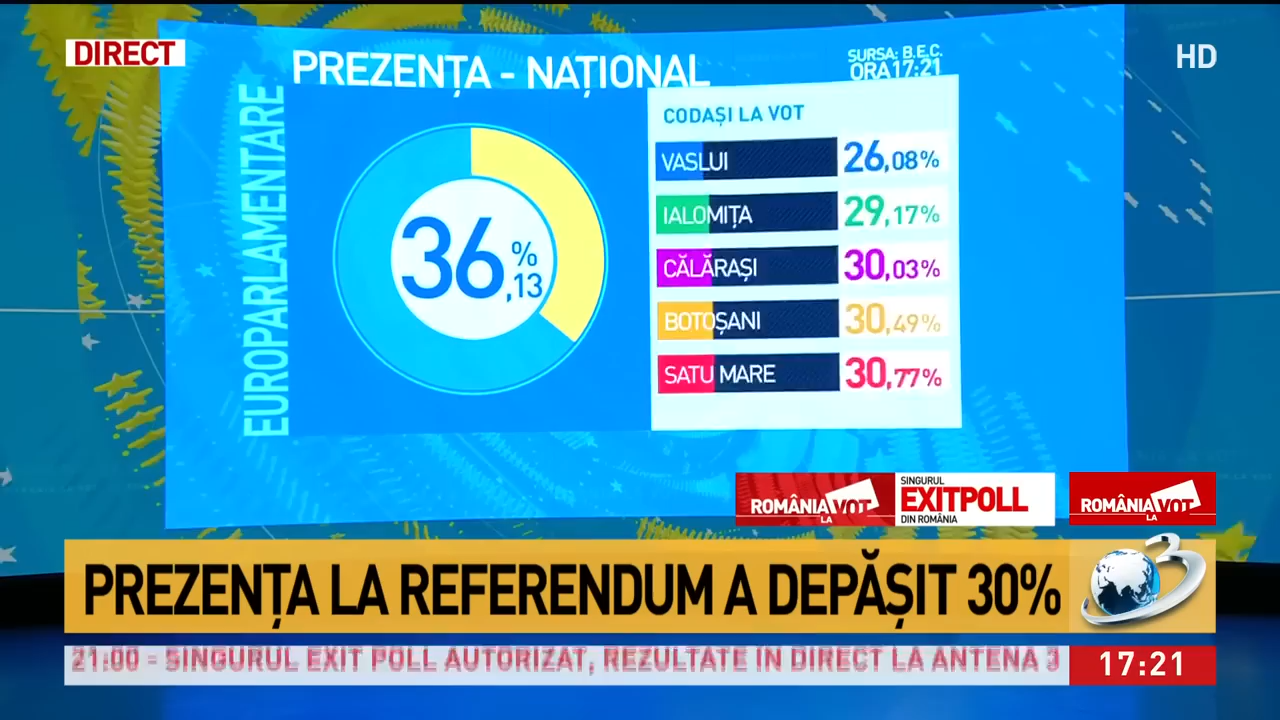 DIRECT
HD
PREZENȚA - NAȚIONAL
SURSA: B.E.C.
ORA 17:21
EUROPARLAMENTARE
36,13%
CODAȘI LA VOT
VASLUI 26,08%
IALOMIȚA 29,17%
CĂLĂRAȘI 30,03%
BOTOȘANI 30,49%
SATU MARE 30,77%
ROMÂNIA LA VOT
SINGURUL
EXITPOLL
DIN ROMÂNIA
ROMÂNIA LA VOT
PREZENȚA LA REFERENDUM A DEPĂȘIT 30%
3
21:00 - SINGURUL EXIT POLL AUTORIZAT, REZULTATE IN DIRECT LA ANTENA 3
17:21